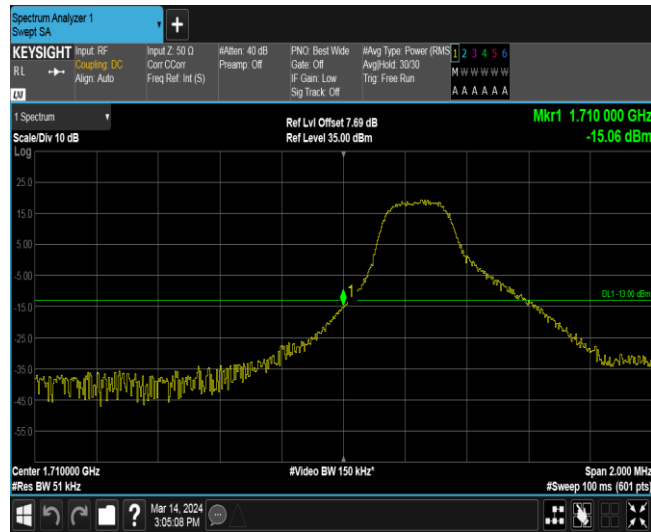 Spectrum Analyzer 1
Swept SA
KEYSIGHT
RL
LXI
Input: RF
Coupling: DC
Align: Auto
Input Z: 50 Ω
Corr CCorr
Freq Ref: Int (S)
#Atten: 40 dB
Preamp: Off
PNO: Best Wide
Gate: Off
IF Gain: Low
Sig Track: Off
#Avg Type: Power (RMS
Avg|Hold: 30/30
Trig: Free Run
1 2 3 4 5 6
M W W W W W
A A A A A A
1 Spectrum
Scale/Div 10 dB
Log
Ref Lvl Offset 7.69 dB
Ref Level 35.00 dBm
Mkr1 1.710 000 GHz
-15.06 dBm
25.0
15.0
5.00
-5.00
-15.0
-25.0
-35.0
-45.0
-55.0
1
DL1 -13.00 dBm
Center 1.710000 GHz
#Res BW 51 kHz
#Video BW 150 kHz*
Span 2.000 MHz
#Sweep 100 ms (601 pts)
?
Mar 14, 2024
3:05:08 PM